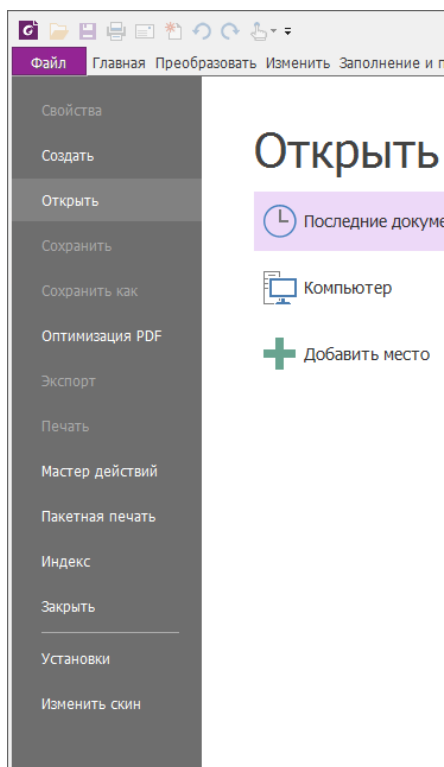 Файл Главная Преобразовать Изменить Заполнение и
Свойства
Создать
Открыть
Сохранить
Сохранить как
Оптимизация PDF
Экспорт
Печать
Мастер действий
Пакетная печать
Индекс
Закрыть
Установки
Изменить скин
Открыть
Последние
Компьютер
Добавить место